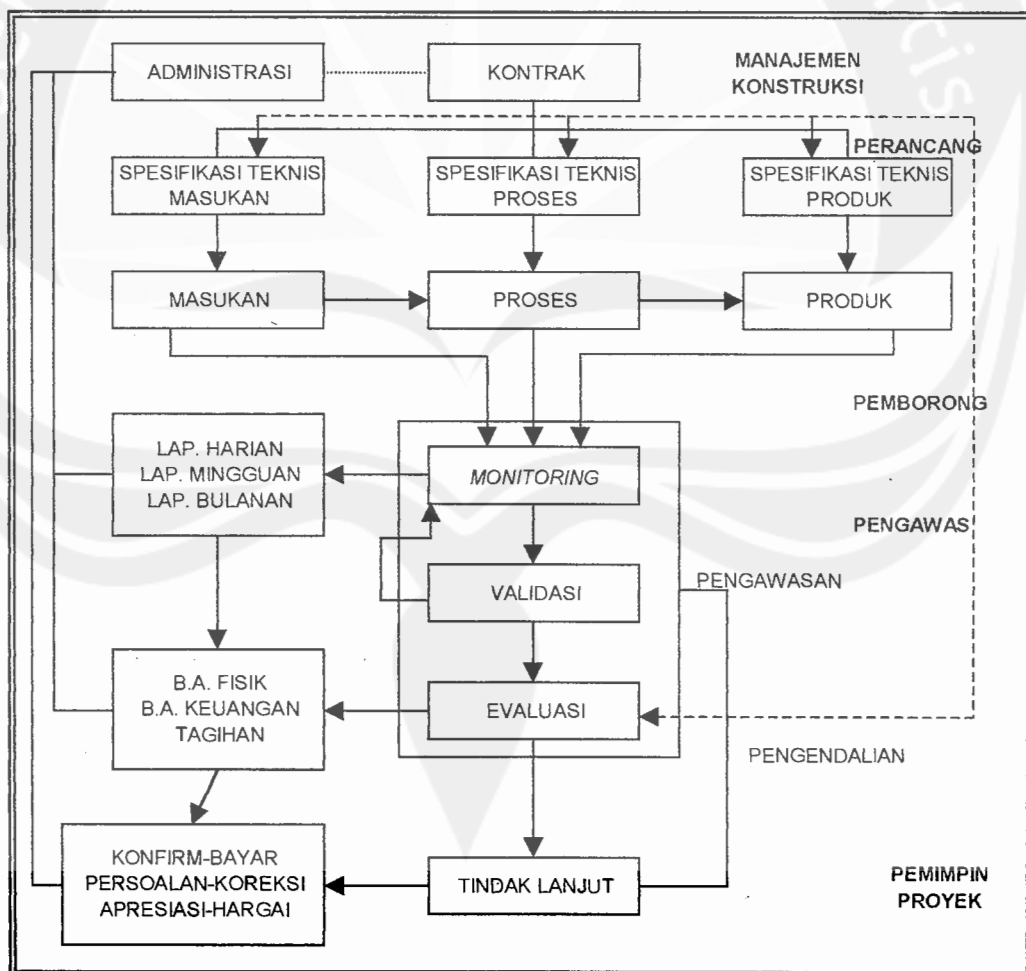 ADMINISTRASI
KONTRAK
MANAJEMEN
KONSTRUKSI
PERANCANG
SPESIFIKASI TEKNIS
MASUKAN
SPESIFIKASI TEKNIS
PROSES
SPESIFIKASI TEKNIS
PRODUK
MASUKAN
PROSES
PRODUK
PEMBORONG
LAP. HARIAN
LAP. MINGGUAN
LAP. BULANAN
MONITORING
PENGAWAS
VALIDASI
PENGAWASAN
B.A. FISIK
B.A. KEUANGAN
TAGIHAN
EVALUASI
PENGENDALIAN
KONFIRM-BAYAR
PERSOALAN-KOREKSI
APRESIASI-HARGAI
TINDAK LANJUT
PEMIMPIN
PROYEK